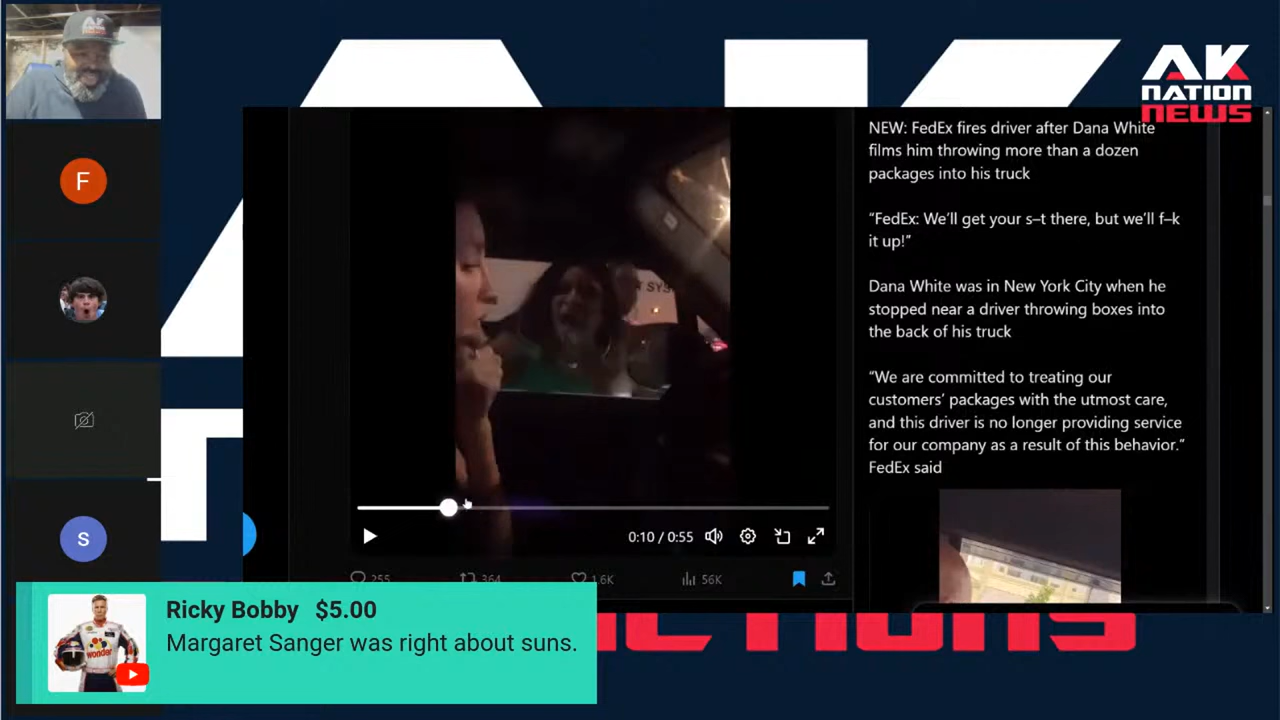 AK
NATION
NEWS
NEW: FedEx fires driver after Dana White
films him throwing more than a dozen
packages into his truck
“FedEx: We’ll get your s–t there, but we’ll f–k
it up!”
Dana White was in New York City when he
stopped near a driver throwing boxes into
the back of his truck
“We are committed to treating our
customers’ packages with the utmost care,
and this driver is no longer providing service
for our company as a result of this behavior.“
FedEx said
F
S
SYS
0:10 / 0:55
255
364
1.6K
56K
Ricky Bobby $5.00
Margaret Sanger was right about suns.